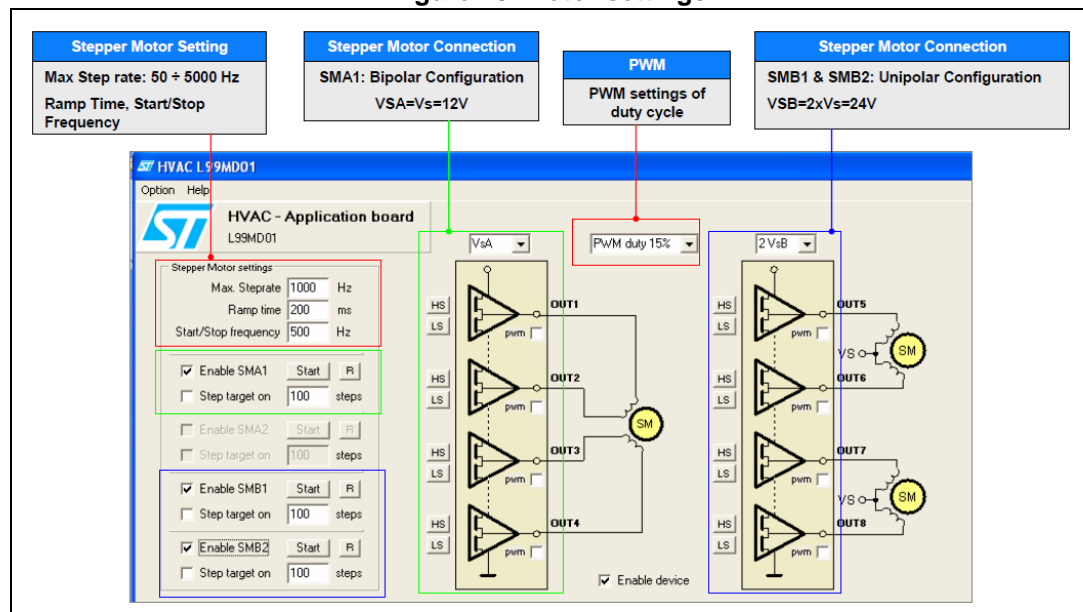 Stepper Motor Setting
Max Step rate: 50 ÷ 5000 Hz
Ramp Time, Start/Stop
Frequency
Stepper Motor Connection
SMA1: Bipolar Configuration
VSA=Vs=12V
PWM
PWM settings of
duty cycle
Stepper Motor Connection
SMB1 & SMB2: Unipolar Configuration
VSB=2xVs=24V
ST HVAC L99MD01
Option Help
ST
HVAC - Application board
L99MD01
VsA
PWM duty 15%
2 VsB
Stepper Motor settings
Max. Steprate 1000 Hz
Ramp time 200 ms
Start/Stop frequency 500 Hz
Enable SMA1 Start R
Step target on 100 steps
Enable SMA2 Start R
Step target on 100 steps
Enable SMB1 Start R
Step target on 100 steps
Enable SMB2 Start R
Step target on 100 steps
HS
LS
OUT1
pwm
HS
LS
OUT2
pwm
SM
HS
LS
OUT3
pwm
HS
LS
OUT4
pwm
HS
LS
OUT5
pwm
VS
SM
HS
LS
OUT6
pwm
HS
LS
OUT7
pwm
VS
SM
HS
LS
OUT8
pwm
Enable device